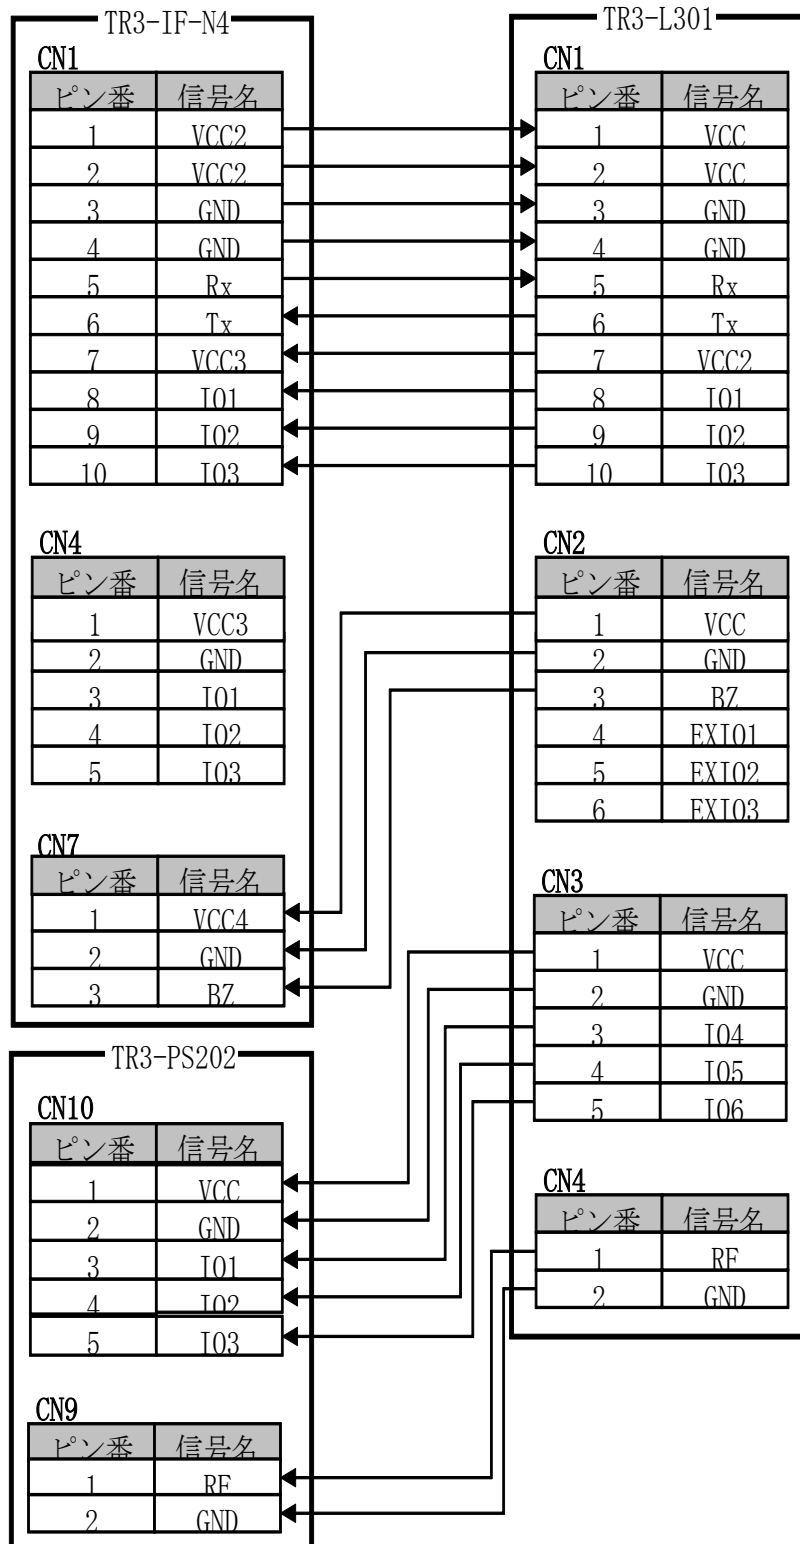 TR3-IF-N4
CN1
ピン番 信号名
1 VCC2
2 VCC2
3 GND
4 GND
5 Rx
6 Tx
7 VCC3
8 IO1
9 IO2
10 IO3
CN4
ピン番 信号名
1 VCC3
2 GND
3 IO1
4 IO2
5 IO3
CN7
ピン番 信号名
1 VCC4
2 GND
3 BZ
TR3-PS202
CN10
ピン番 信号名
1 VCC
2 GND
3 IO1
4 IO2
5 IO3
CN9
ピン番 信号名
1 RF
2 GND
TR3-L301
CN1
ピン番 信号名
1 VCC
2 VCC
3 GND
4 GND
5 Rx
6 Tx
7 VCC2
8 IO1
9 IO2
10 IO3
CN2
ピン番 信号名
1 VCC
2 GND
3 BZ
4 EXIO1
5 EXIO2
6 EXIO3
CN3
ピン番 信号名
1 VCC
2 GND
3 IO4
4 IO5
5 IO6
CN4
ピン番 信号名
1 RF
2 GND